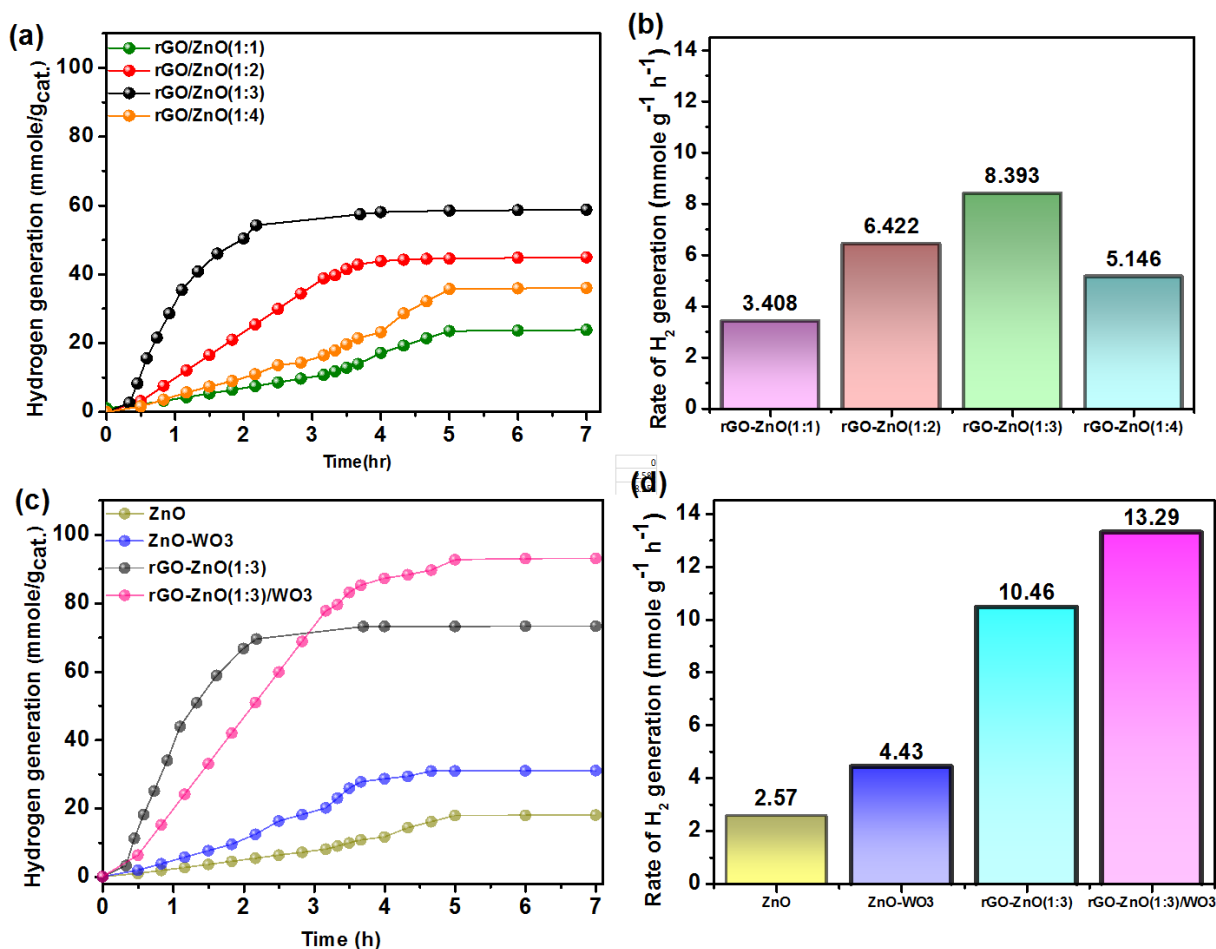 (a)
rGO/ZnO(1:1)
rGO/ZnO(1:2)
rGO/ZnO(1:3)
rGO/ZnO(1:4)
Hydrogen generation (mmole/gcat.)
100
80
60
40
20
0
0 1 2 3 4 5 6 7
Time(hr)
(b)
Rate of H2 generation (mmole g-1 h-1)
14
12
10
8
6
4
2
0
3.408
6.422
8.393
5.146
rGO-ZnO(1:1) rGO-ZnO(1:2) rGO-ZnO(1:3) rGO-ZnO(1:4)
0
(c)
ZnO
ZnO-WO3
rGO-ZnO(1:3)
rGO-ZnO(1:3)/WO3
Hydrogen generation (mmole/gcat.)
100
80
60
40
20
0
0 1 2 3 4 5 6 7
Time (h)
(d)
Rate of H2 generation (mmole g-1 h-1)
14
12
10
8
6
4
2
0
2.57
4.43
10.46
13.29
ZnO ZnO-WO3 rGO-ZnO(1:3) rGO-ZnO(1:3)/WO3